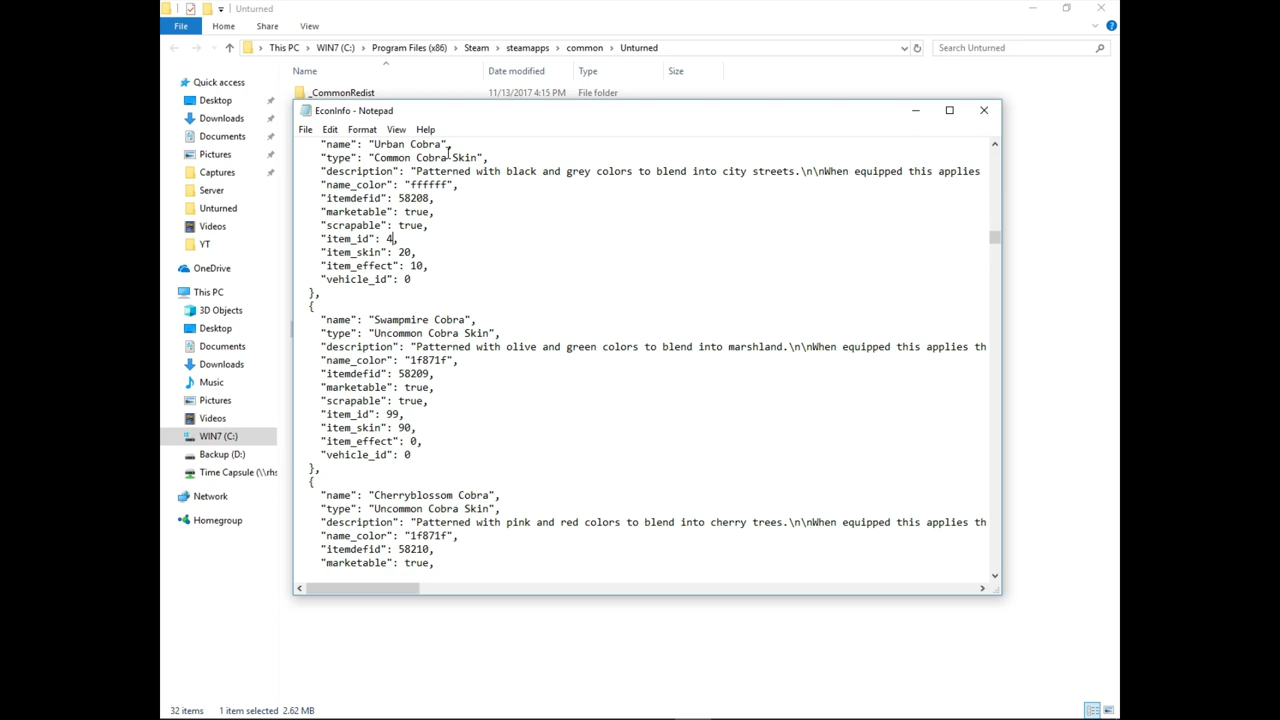 Unturned
File Home Share View
This PC WIN7 (C:) Program Files (x86) Steam steamapps common Unturned
Search Unturned
Name Date modified Type Size
_CommonRedist 11/13/2017 4:15 PM File folder
Quick access
Desktop
Downloads
Documents
Pictures
Captures
Server
Unturned
Videos
YT
OneDrive
This PC
3D Objects
Desktop
Documents
Downloads
Music
Pictures
Videos
WIN7 (C:)
Backup (D:)
Time Capsule (\\rhs
Network
Homegroup
EconInfo - Notepad
File Edit Format View Help
"name": "Urban Cobra",
"type": "Common Cobra Skin",
"description": "Patterned with black and grey colors to blend into city streets.\n\nWhen equipped this applies
"name_color": "ffffff",
"itemdefid": 58208,
"marketable": true,
"scrapable": true,
"item_id": 4,
"item_skin": 20,
"item_effect": 10,
"vehicle_id": 0
},
{
"name": "Swampmire Cobra",
"type": "Uncommon Cobra Skin",
"description": "Patterned with olive and green colors to blend into marshland.\n\nWhen equipped this applies th
"name_color": "1f871f",
"itemdefid": 58209,
"marketable": true,
"scrapable": true,
"item_id": 99,
"item_skin": 90,
"item_effect": 0,
"vehicle_id": 0
},
{
"name": "Cherryblossom Cobra",
"type": "Uncommon Cobra Skin",
"description": "Patterned with pink and red colors to blend into cherry trees.\n\nWhen equipped this applies th
"name_color": "1f871f",
"itemdefid": 58210,
"marketable": true,
32 items 1 item selected 2.62 MB